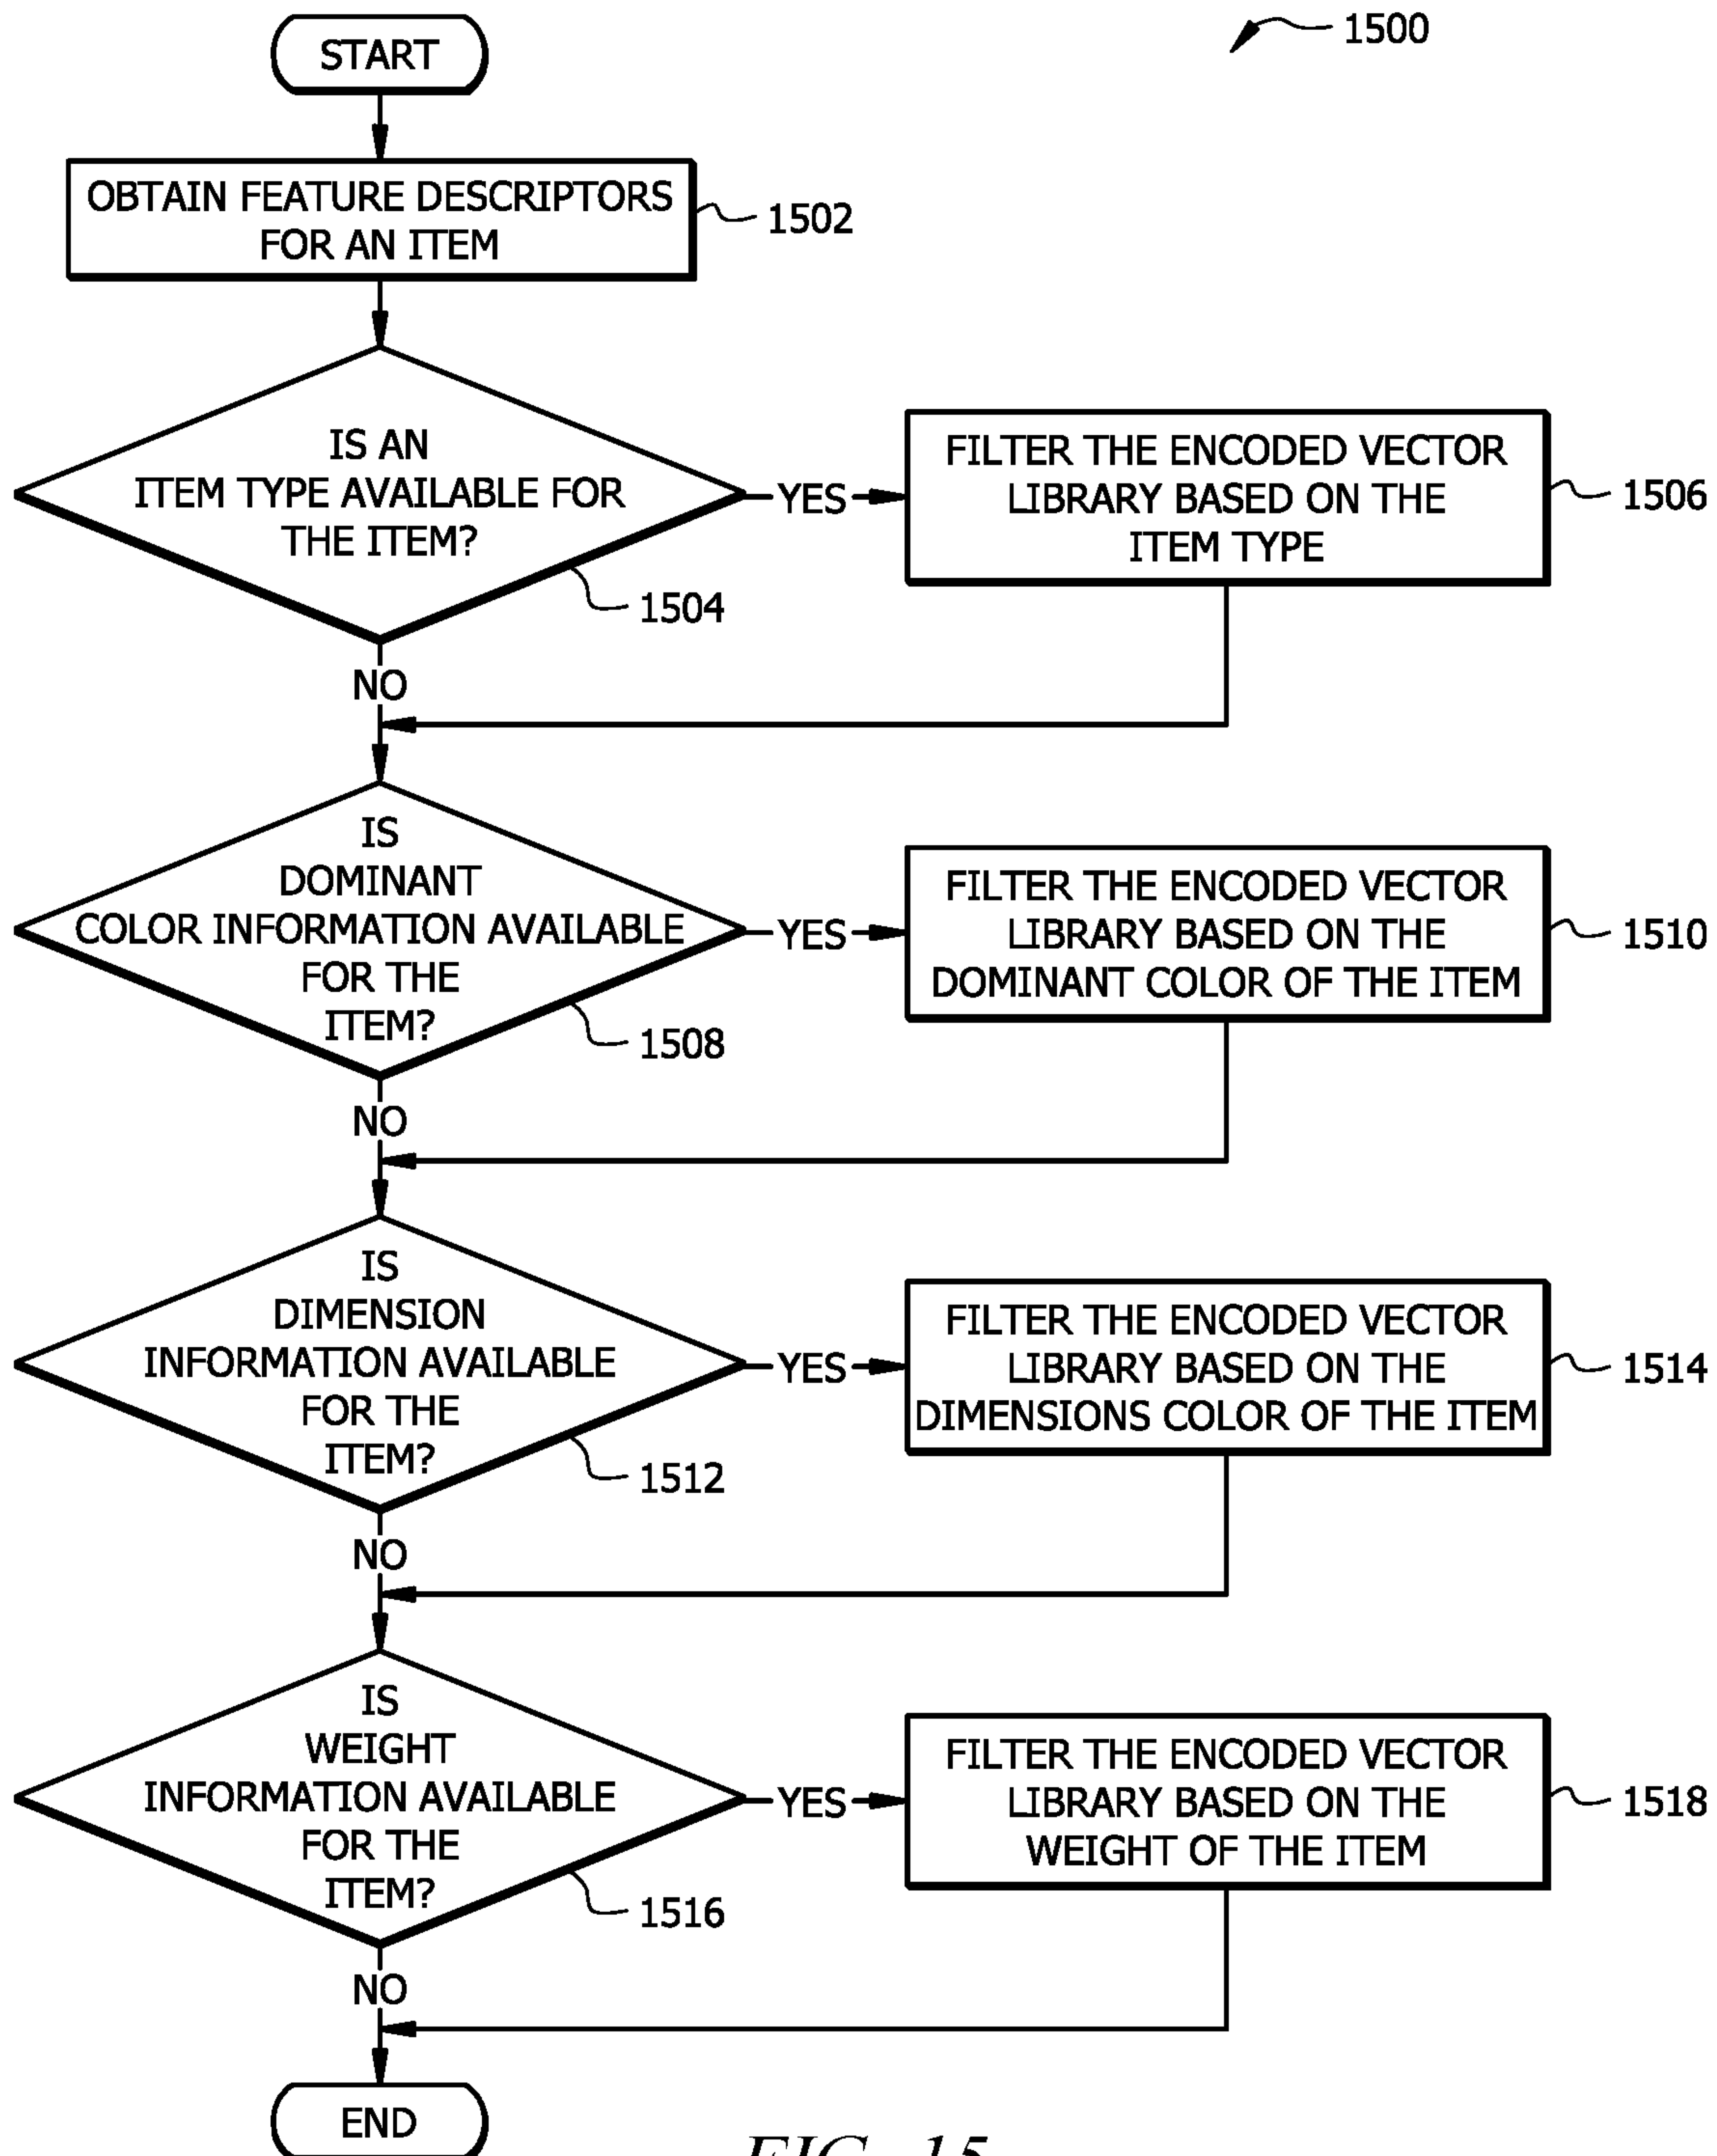 START
1500
OBTAIN FEATURE DESCRIPTORS
FOR AN ITEM
1502
IS AN
ITEM TYPE AVAILABLE FOR
THE ITEM?
1504
YES
FILTER THE ENCODED VECTOR
LIBRARY BASED ON THE
ITEM TYPE
1506
NO
IS
DOMINANT
COLOR INFORMATION AVAILABLE
FOR THE
ITEM?
1508
YES
FILTER THE ENCODED VECTOR
LIBRARY BASED ON THE
DOMINANT COLOR OF THE ITEM
1510
NO
IS
DIMENSION
INFORMATION AVAILABLE
FOR THE
ITEM?
1512
YES
FILTER THE ENCODED VECTOR
LIBRARY BASED ON THE
DIMENSIONS COLOR OF THE ITEM
1514
NO
IS
WEIGHT
INFORMATION AVAILABLE
FOR THE
ITEM?
1516
YES
FILTER THE ENCODED VECTOR
LIBRARY BASED ON THE
WEIGHT OF THE ITEM
1518
NO
END
FIG. 15